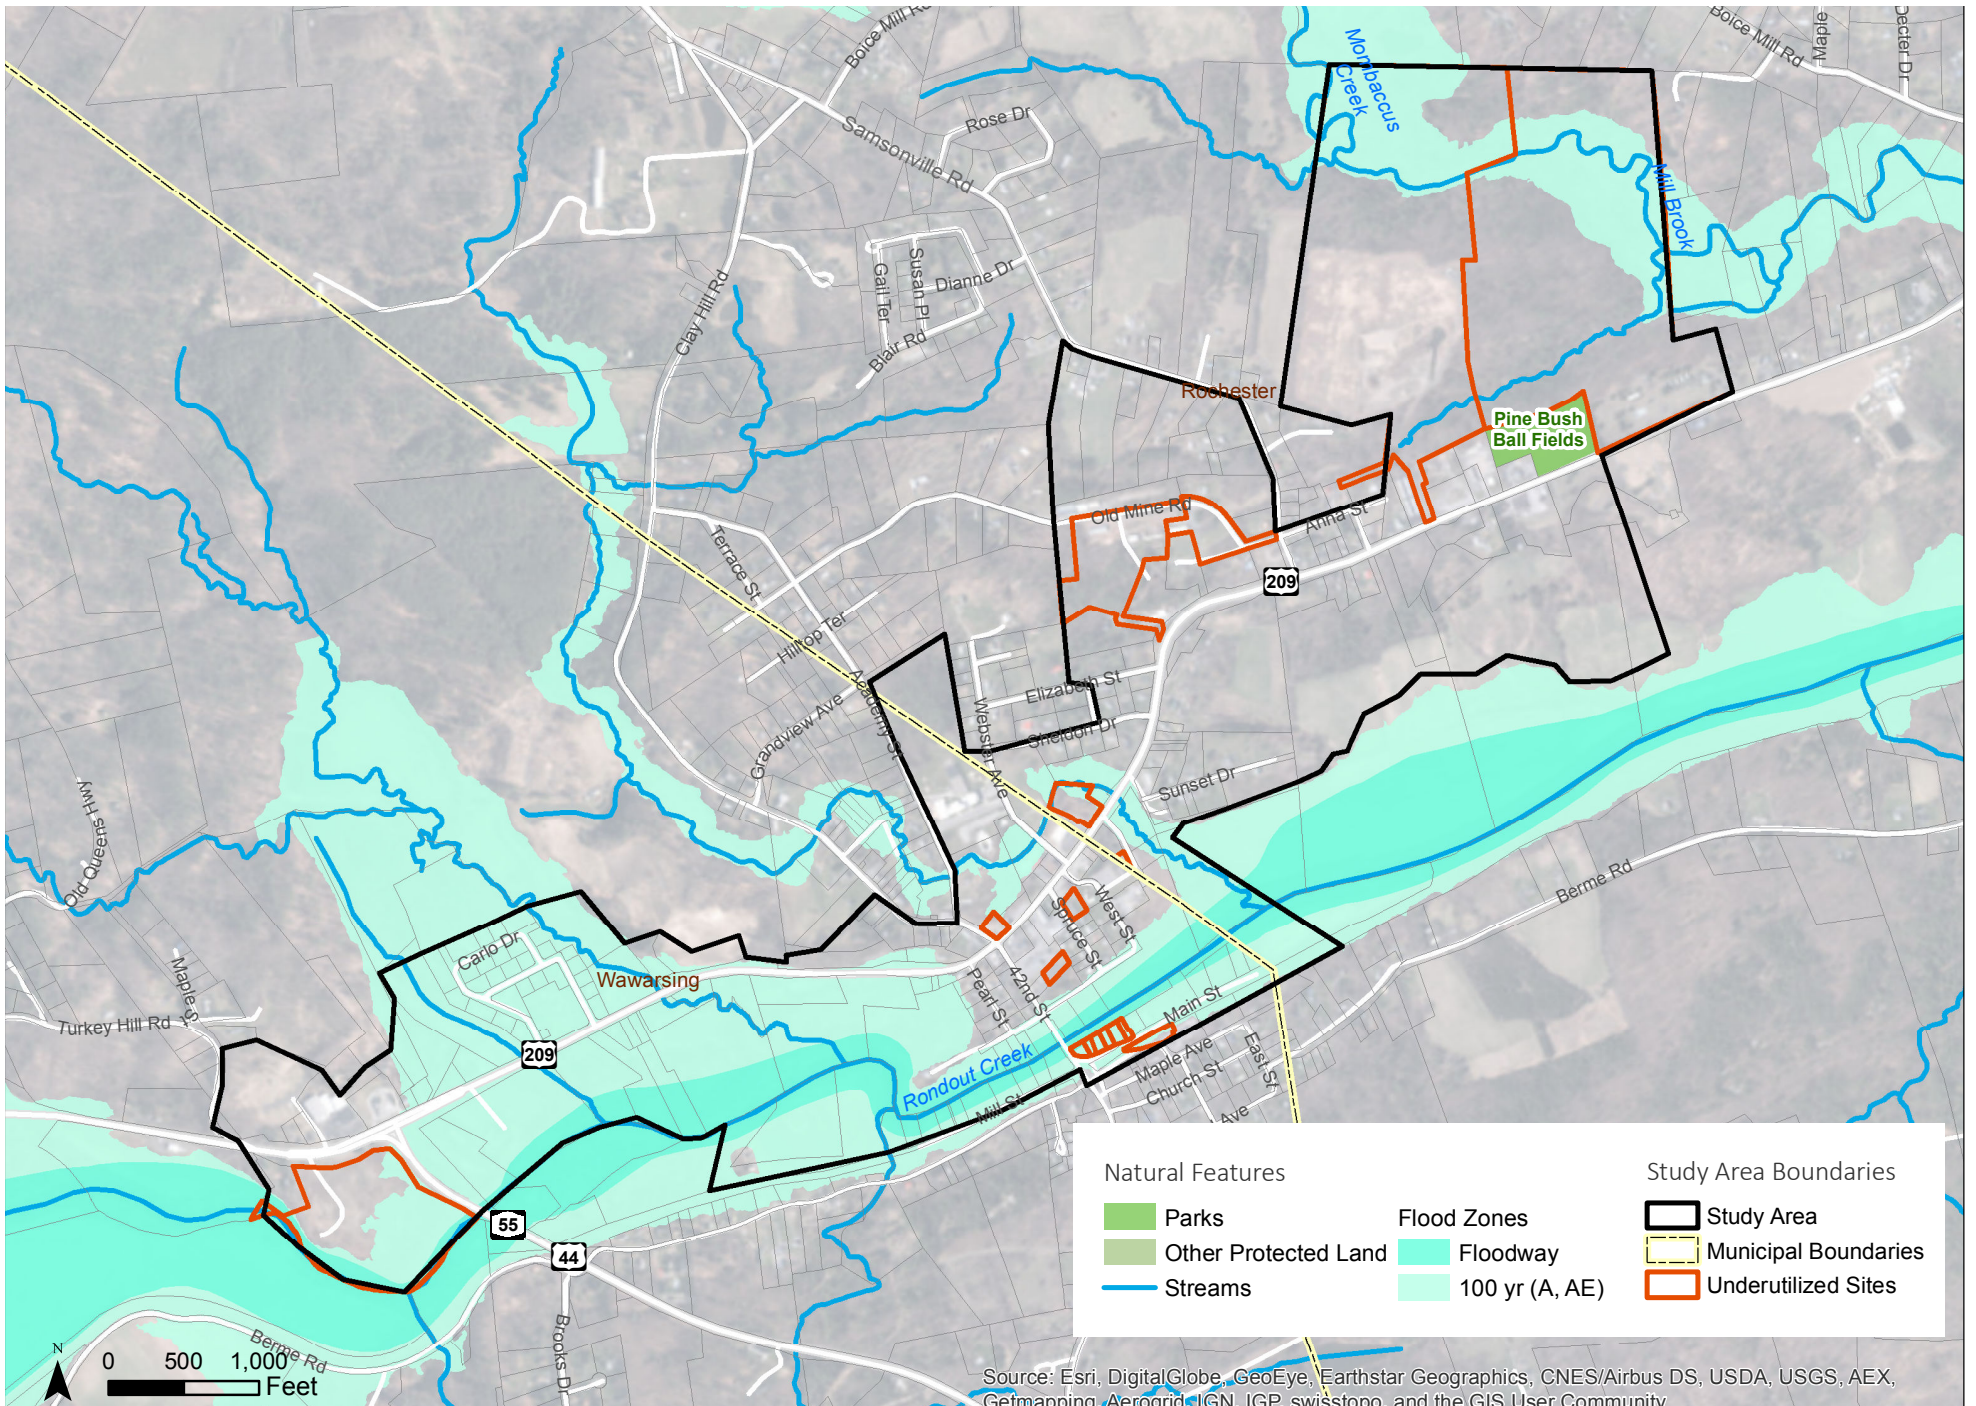 Boice Mill Rd
Mombaccus
Creek
Boice Mill Rd
Maple
Decter Dr
Rose Dr
Samsonville Rd
Mill Brook
Gail Ter
Susan Pl
Dianne Dr
Blair Rd
Clay Hill Rd
Rochester
Pine Bush
Ball Fields
Old Mine Rd
Anna St
209
Terrace St
Hilltop Ter
Academy St
Grandview Ave
Webster Ave
Elizabeth St
Sheldon Dr
Sunset Dr
Old Queens Hwy
Berme Rd
West St
Spruce St
Carlo Dr
Wawarsing
Maple St
Turkey Hill Rd
Pearl St
42nd St
Main St
209
Rondout Creek
Maple Ave
Church St
East St
Ave
Mill St
55
44
Brooks Dr
Berme Rd
Natural Features
Parks
Other Protected Land
Streams
Flood Zones
Floodway
100 yr (A, AE)
Study Area Boundaries
Study Area
Municipal Boundaries
Underutilized Sites
N
0 500 1,000
Feet
Source: Esri, DigitalGlobe, GeoEye, Earthstar Geographics, CNES/Airbus DS, USDA, USGS, AEX,
Getmapping, Aerogrid, IGN, IGP, swisstopo, and the GIS User Community